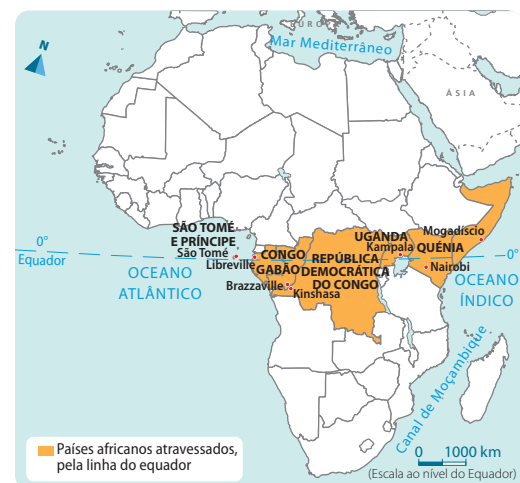 EUROPA
N
Mar Mediterrâneo
ÁSIA
SÃO TOMÉ
E PRÍNCIPE
São Tomé
UGANDA
Kampala
Mogadíscio
QUÉNIA
0°
Equador
Libreville
CONGO
GABÃO
REPÚBLICA
DEMOCRÁTICA
DO CONGO
Nairobi
0°
OCEANO
ATLÂNTICO
Brazzaville
Kinshasa
OCEANO
ÍNDICO
Canal de Moçambique
Países africanos atravessados,
pela linha do equador
0 1000 km
(Escala ao nível do Equador)